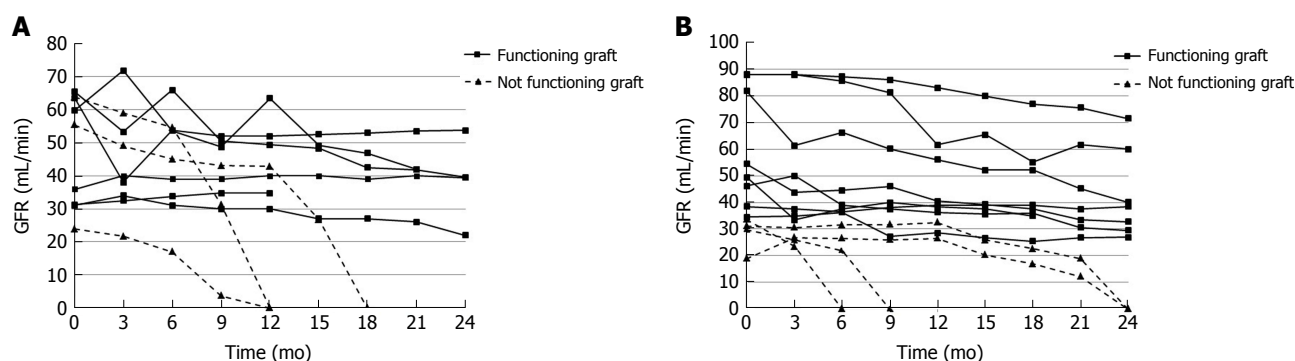 A
80
70
60
50
40
30
20
10
0
GFR (mL/min)
0 3 6 9 12 15 18 21 24
Time (mo)
Functioning graft
Not functioning graft
B
100
90
80
70
60
50
40
30
20
10
0
GFR (mL/min)
0 3 6 9 12 15 18 21 24
Time (mo)
Functioning graft
Not functioning graft